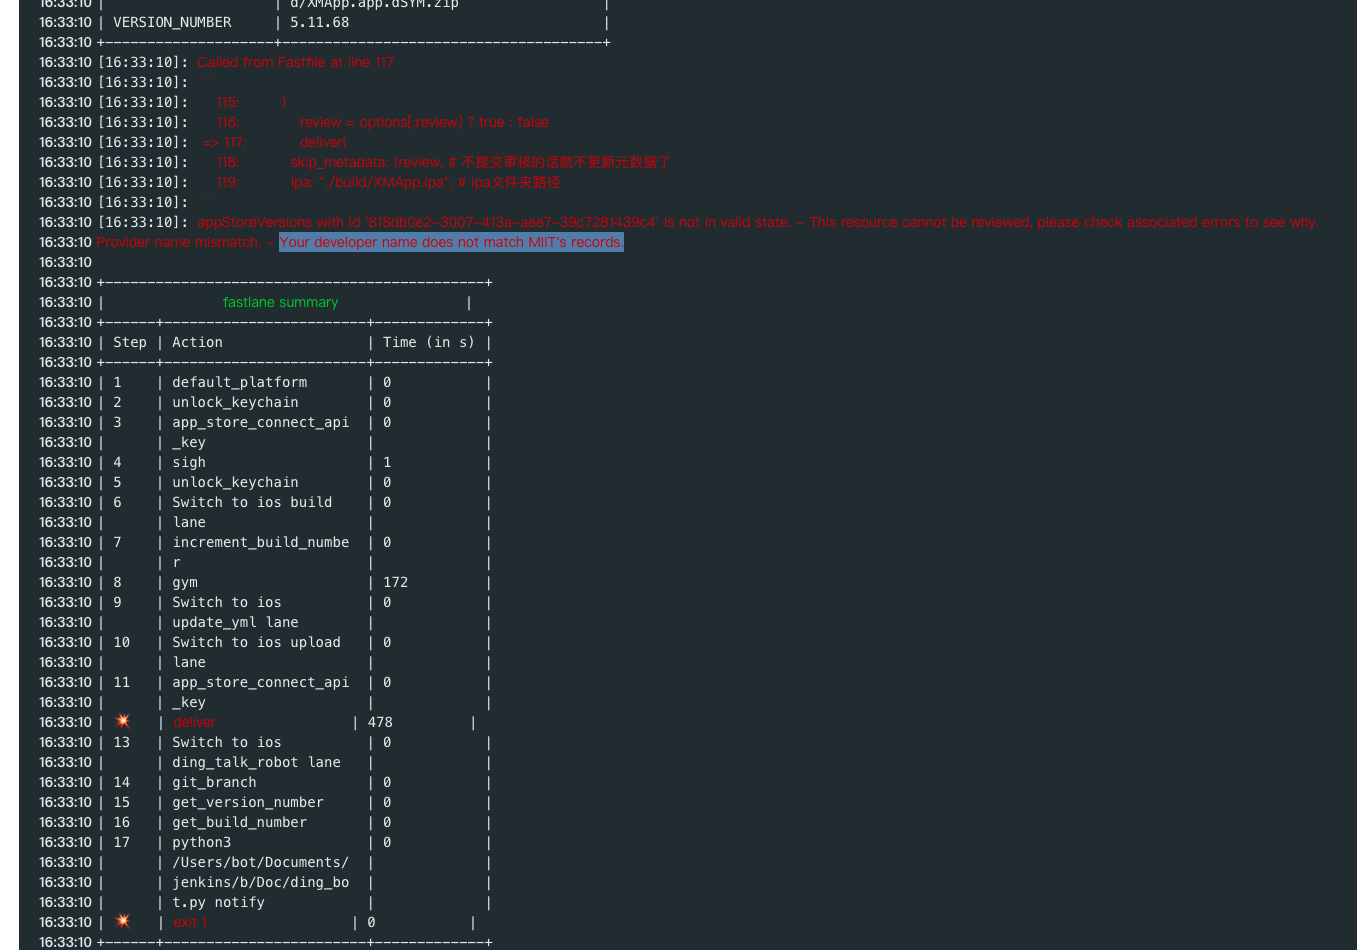 16:33:10 |                    | d/XMApp.app.dSYM.zip                  |
16:33:10 | VERSION_NUMBER     | 5.11.68                               |
16:33:10 +--------------------+---------------------------------------+
16:33:10 [16:33:10]: Called from Fastfile at line 117
16:33:10 [16:33:10]: ```
16:33:10 [16:33:10]:     115:         )
16:33:10 [16:33:10]:     116:             review = options[:review] ? true : false
16:33:10 [16:33:10]:  => 117:             deliver(
16:33:10 [16:33:10]:     118:           skip_metadata: !review, # 不提交审核的话就不更新元数据了
16:33:10 [16:33:10]:     119:           ipa: "./build/XMApp.ipa", # ipa文件夹路径
16:33:10 [16:33:10]: ```
16:33:10 [16:33:10]: appStoreVersions with id '818db0e2-3007-413a-aee7-39c7281439c4' is not in valid state. - This resource cannot be reviewed, please check associated errors to see why.
16:33:10 Provider name mismatch. - Your developer name does not match MIIT's records.
16:33:10
16:33:10 +---------------------------------------------+
16:33:10 |              fastlane summary               |
16:33:10 +------+------------------------+-------------+
16:33:10 | Step | Action                 | Time (in s) |
16:33:10 +------+------------------------+-------------+
16:33:10 | 1    | default_platform       | 0           |
16:33:10 | 2    | unlock_keychain        | 0           |
16:33:10 | 3    | app_store_connect_api  | 0           |
16:33:10 |      | _key                   |             |
16:33:10 | 4    | sigh                   | 1           |
16:33:10 | 5    | unlock_keychain        | 0           |
16:33:10 | 6    | Switch to ios build    | 0           |
16:33:10 |      | lane                   |             |
16:33:10 | 7    | increment_build_numbe  | 0           |
16:33:10 |      | r                      |             |
16:33:10 | 8    | gym                    | 172         |
16:33:10 | 9    | Switch to ios          | 0           |
16:33:10 |      | update_yml lane        |             |
16:33:10 | 10   | Switch to ios upload   | 0           |
16:33:10 |      | lane                   |             |
16:33:10 | 11   | app_store_connect_api  | 0           |
16:33:10 |      | _key                   |             |
16:33:10 | 💥   | deliver                | 478         |
16:33:10 | 13   | Switch to ios          | 0           |
16:33:10 |      | ding_talk_robot lane   |             |
16:33:10 | 14   | git_branch             | 0           |
16:33:10 | 15   | get_version_number     | 0           |
16:33:10 | 16   | get_build_number       | 0           |
16:33:10 | 17   | python3                | 0           |
16:33:10 |      | /Users/bot/Documents/  |             |
16:33:10 |      | jenkins/b/Doc/ding_bo  |             |
16:33:10 |      | t.py notify            |             |
16:33:10 | 💥   | exit 1                 | 0           |
16:33:10 +------+------------------------+-------------+